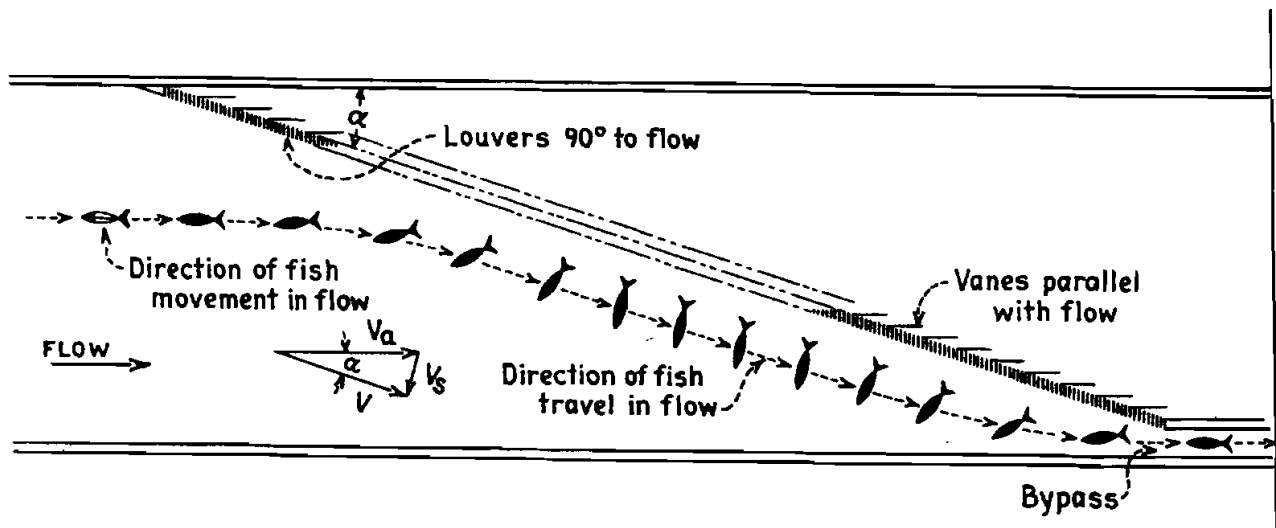 α
Louvers 90° to flow
Direction of fish
movement in flow
Vanes parallel
with flow
FLOW
Va
α
Vs
V
Direction of fish
travel in flow
Bypass